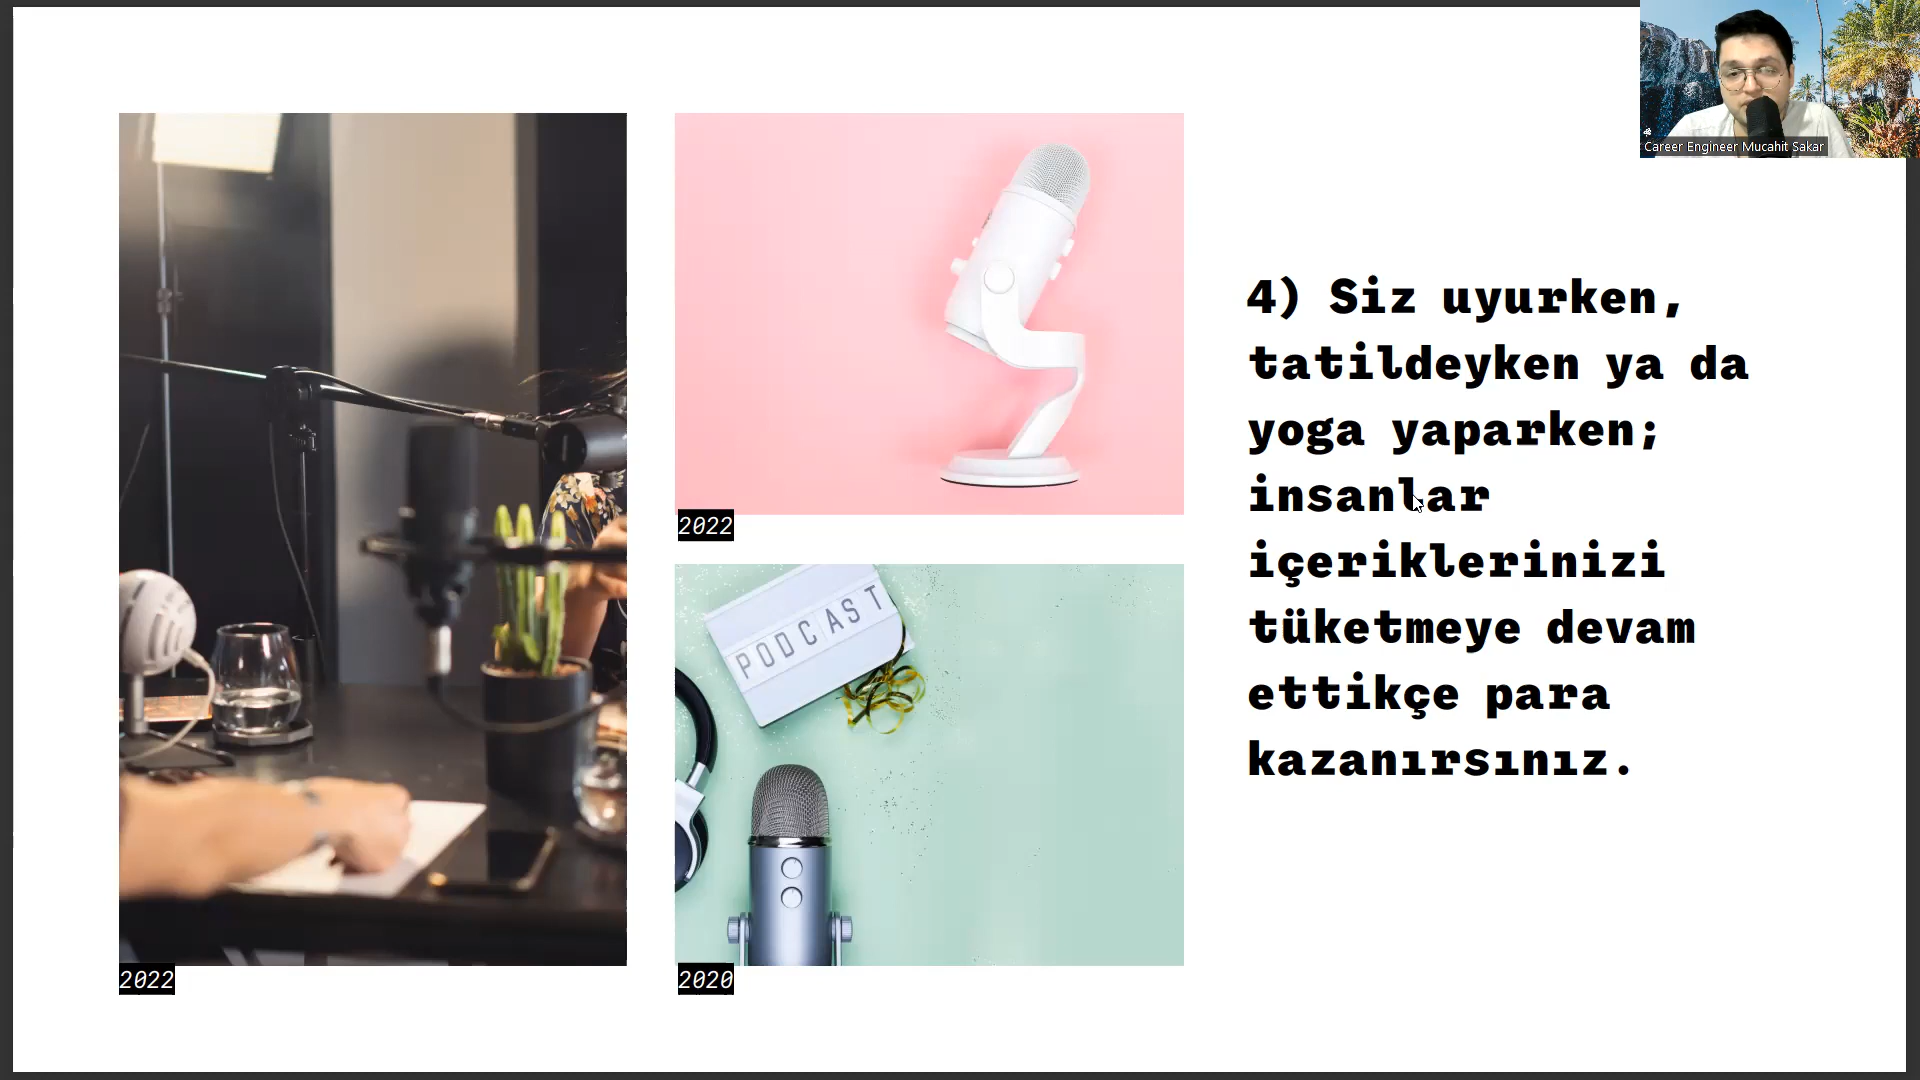 Career Engineer Mucahit Sakar
4) Siz uyurken,
tatildeyken ya da
yoga yaparken;
insanlar
içeriklerinizi
tüketmeye devam
ettikçe para
kazanırsınız.
2022
PODCAST
2022
2020